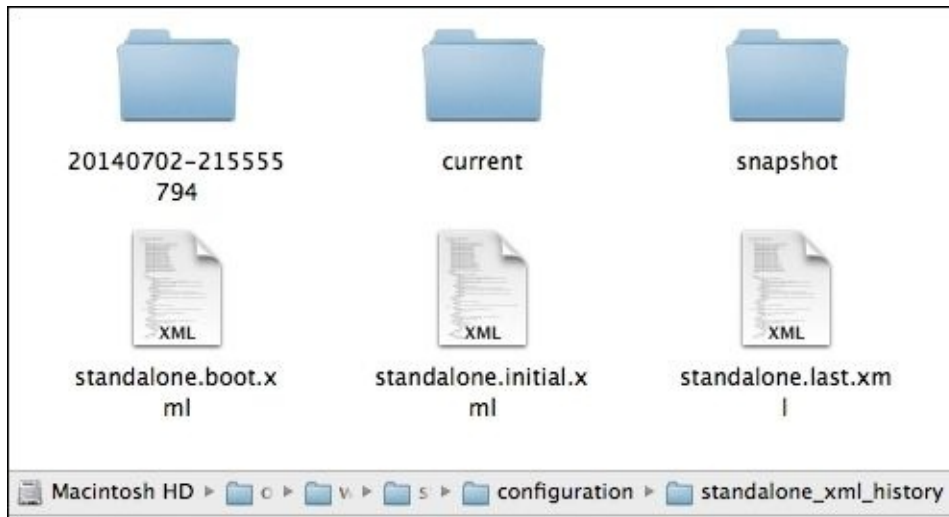 20140702-215555
794
current
snapshot
XML
XML
XML
standalone.boot.x
ml
standalone.initial.x
ml
standalone.last.xm
l
Macintosh HD ▸ o ▸ w ▸ s ▸ configuration ▸ standalone_xml_history